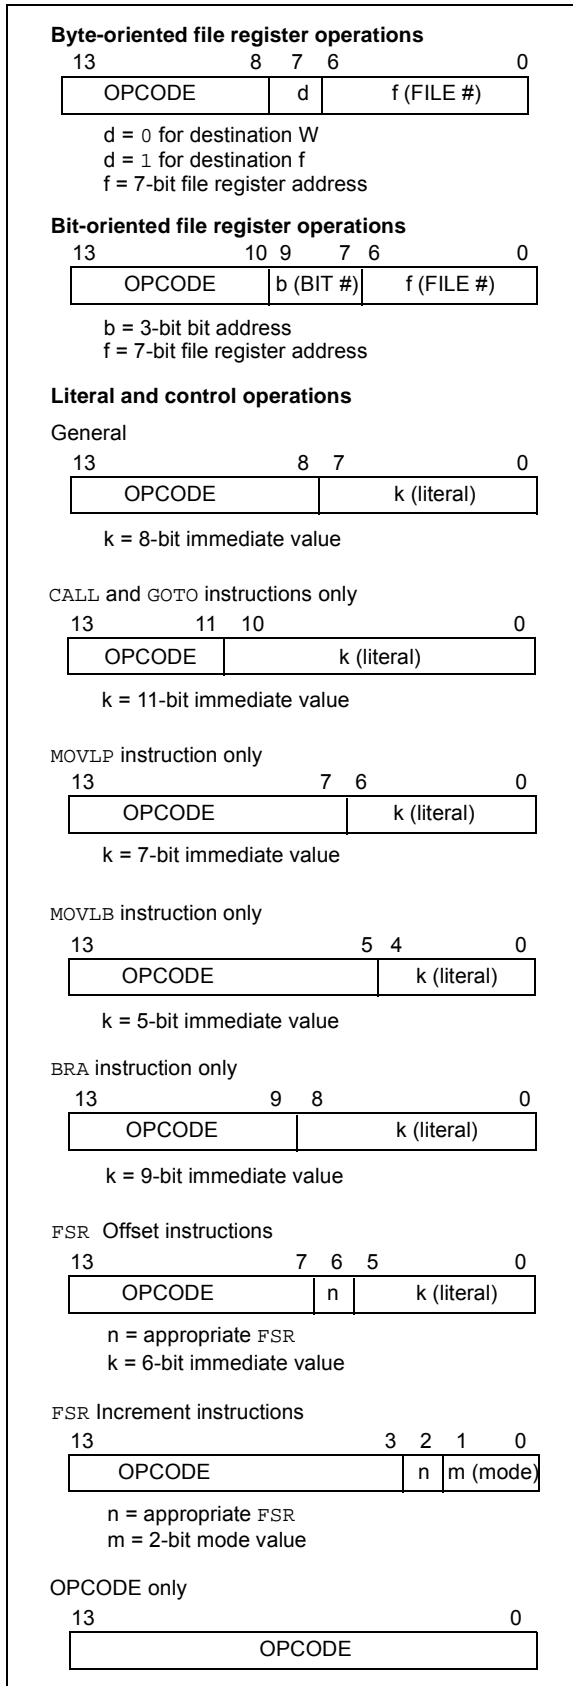 Byte-oriented file register operations
13 8 7 6 0
OPCODE d f (FILE #)
d = 0 for destination W
d = 1 for destination f
f = 7-bit file register address
Bit-oriented file register operations
13 10 9 7 6 0
OPCODE b (BIT #) f (FILE #)
b = 3-bit bit address
f = 7-bit file register address
Literal and control operations
General
13 8 7 0
OPCODE k (literal)
k = 8-bit immediate value
CALL and GOTO instructions only
13 11 10 0
OPCODE k (literal)
k = 11-bit immediate value
MOVLP instruction only
13 7 6 0
OPCODE k (literal)
k = 7-bit immediate value
MOVLB instruction only
13 5 4 0
OPCODE k (literal)
k = 5-bit immediate value
BRA instruction only
13 9 8 0
OPCODE k (literal)
k = 9-bit immediate value
FSR Offset instructions
13 7 6 5 0
OPCODE n k (literal)
n = appropriate FSR
k = 6-bit immediate value
FSR Increment instructions
13 3 2 1 0
OPCODE n m (mode)
n = appropriate FSR
m = 2-bit mode value
OPCODE only
13 0
OPCODE